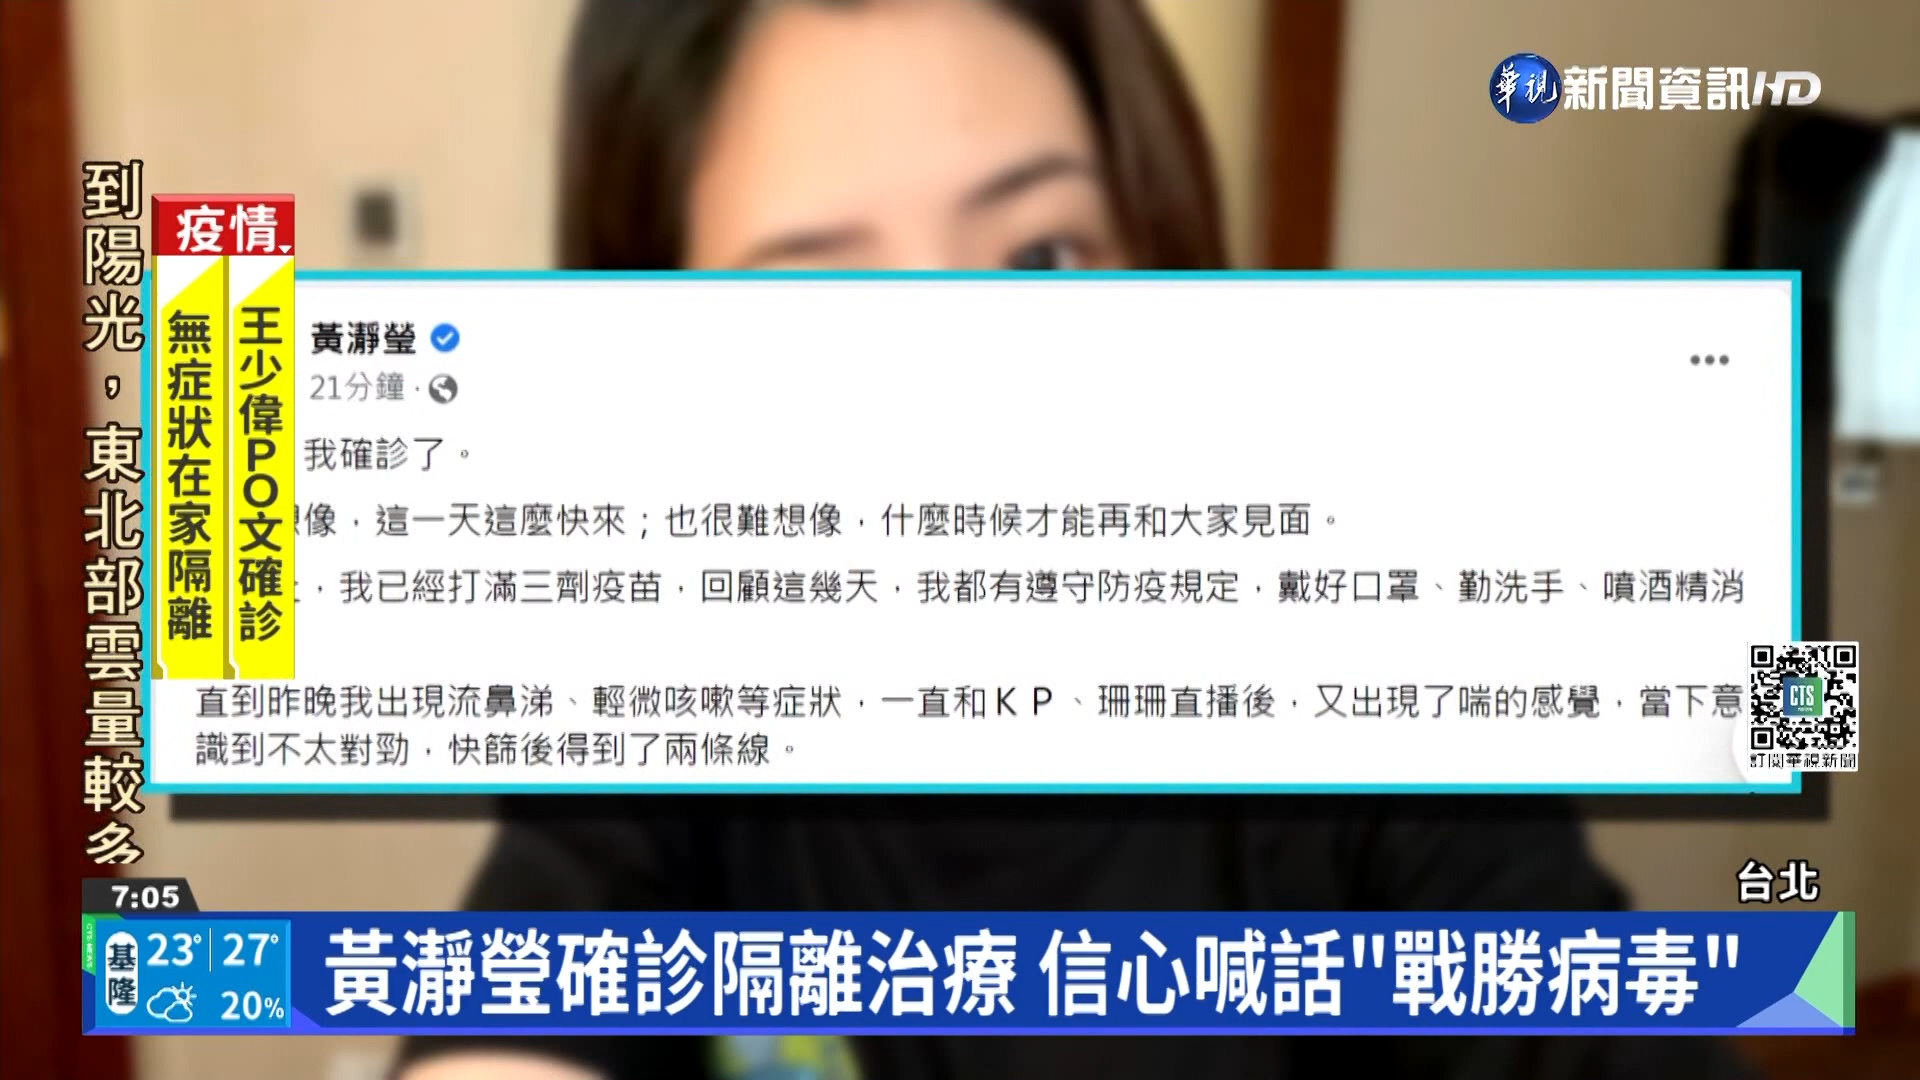 華視 新聞資訊HD
到陽光，東北部雲量較多
疫情
王少偉PO文確診
無症狀在家隔離
黃瀞瑩
21分鐘
我確診了。
想像，這一天這麼快來；也很難想像，什麼時候才能再和大家見面。
上，我已經打滿三劑疫苗，回顧這幾天，我都有遵守防疫規定，戴好口罩、勤洗手、噴酒精消
直到昨晚我出現流鼻涕、輕微咳嗽等症狀，一直和KP、珊珊直播後，又出現了喘的感覺，當下意
識到不太對勁，快篩後得到了兩條線。
CTS
訂閱華視新聞
台北
7:05
CTS NEWS
基隆
23° 27°
20%
黃瀞瑩確診隔離治療 信心喊話"戰勝病毒"